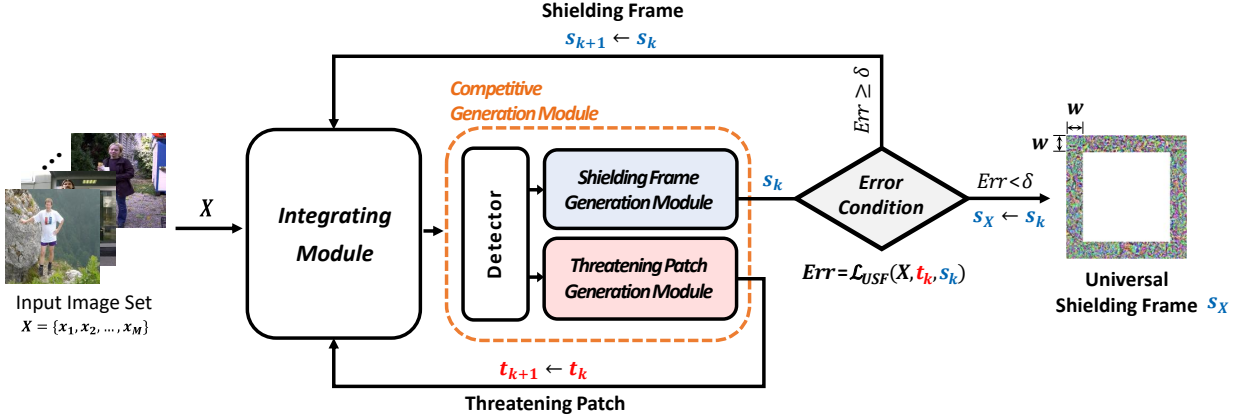 Shielding Frame
s_{k+1} ← s_k
Competitive
Generation Module
Err ≥ δ
w
w
X
Integrating
Module
Detector
Shielding Frame
Generation Module
Threatening Patch
Generation Module
s_k
Error
Condition
Err < δ
s_X ← s_k
Err = 𝓛_{USF}(X, t_k, s_k)
Input Image Set
X = {x_1, x_2, …, x_M}
Universal
Shielding Frame s_X
t_{k+1} ← t_k
Threatening Patch